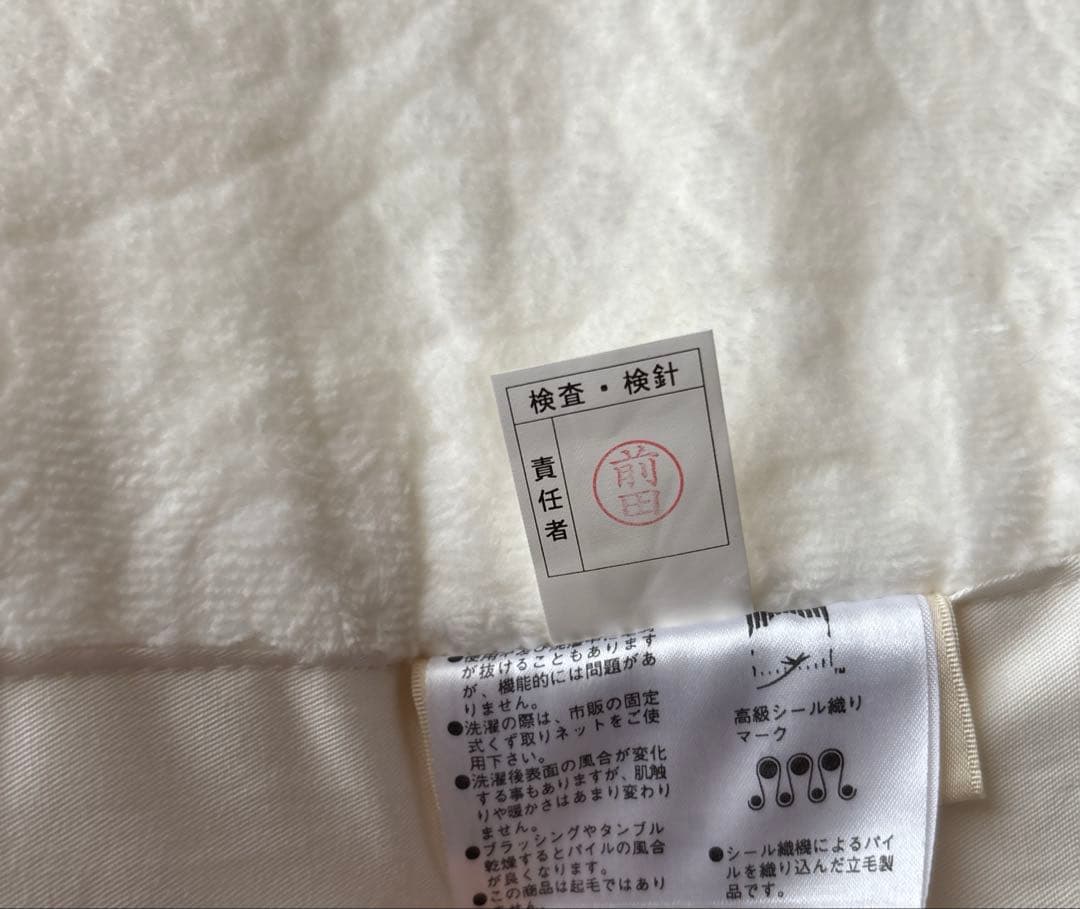 検査・検針
責任者
前田
が抜けることもあります
が、機能的には問題があ
りません。
●洗濯の際は、市販の固定
式くず取りネットをご使
用下さい。
●洗濯後表面の風合が変化
する事もありますが、肌触
りや暖かさはあまり変わり
ません。
●ブラッシングやタンブル
乾燥するとパイルの風合
が良くなります。
●この商品は起毛ではあり
高級シール織り
マーク
●シール織機によるパイ
ルを織り込んだ立毛製
品です。